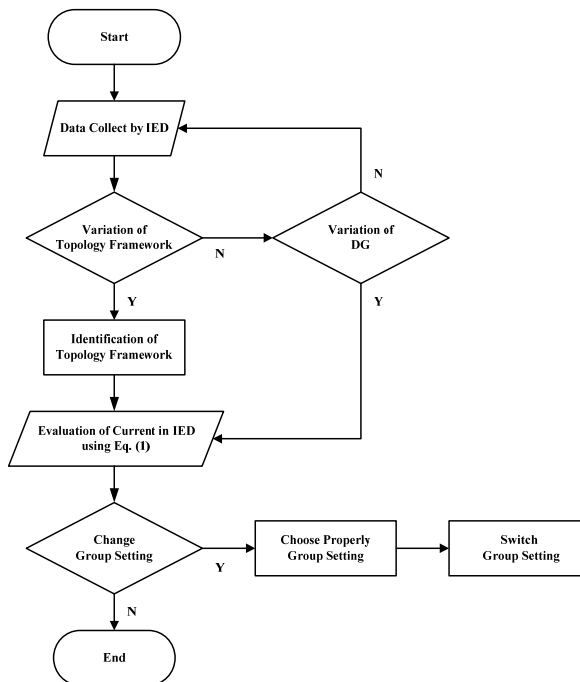 Start
Data Collect by IED
N
Variation of
Topology Framework
Variation of
DG
N
Y
Y
Identification of
Topology Framework
Evaluation of Current in IED
using Eq. (1)
Change
Group Setting
Choose Properly
Group Setting
Switch
Group Setting
Y
N
End